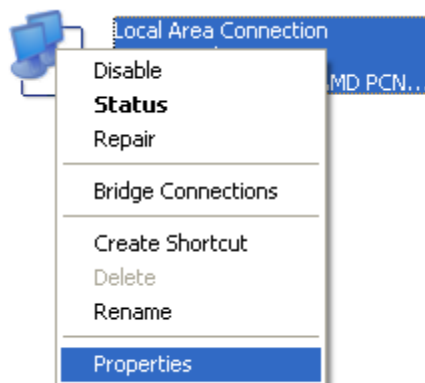 Local Area Connection
MD PCN...
Disable
Status
Repair
Bridge Connections
Create Shortcut
Delete
Rename
Properties